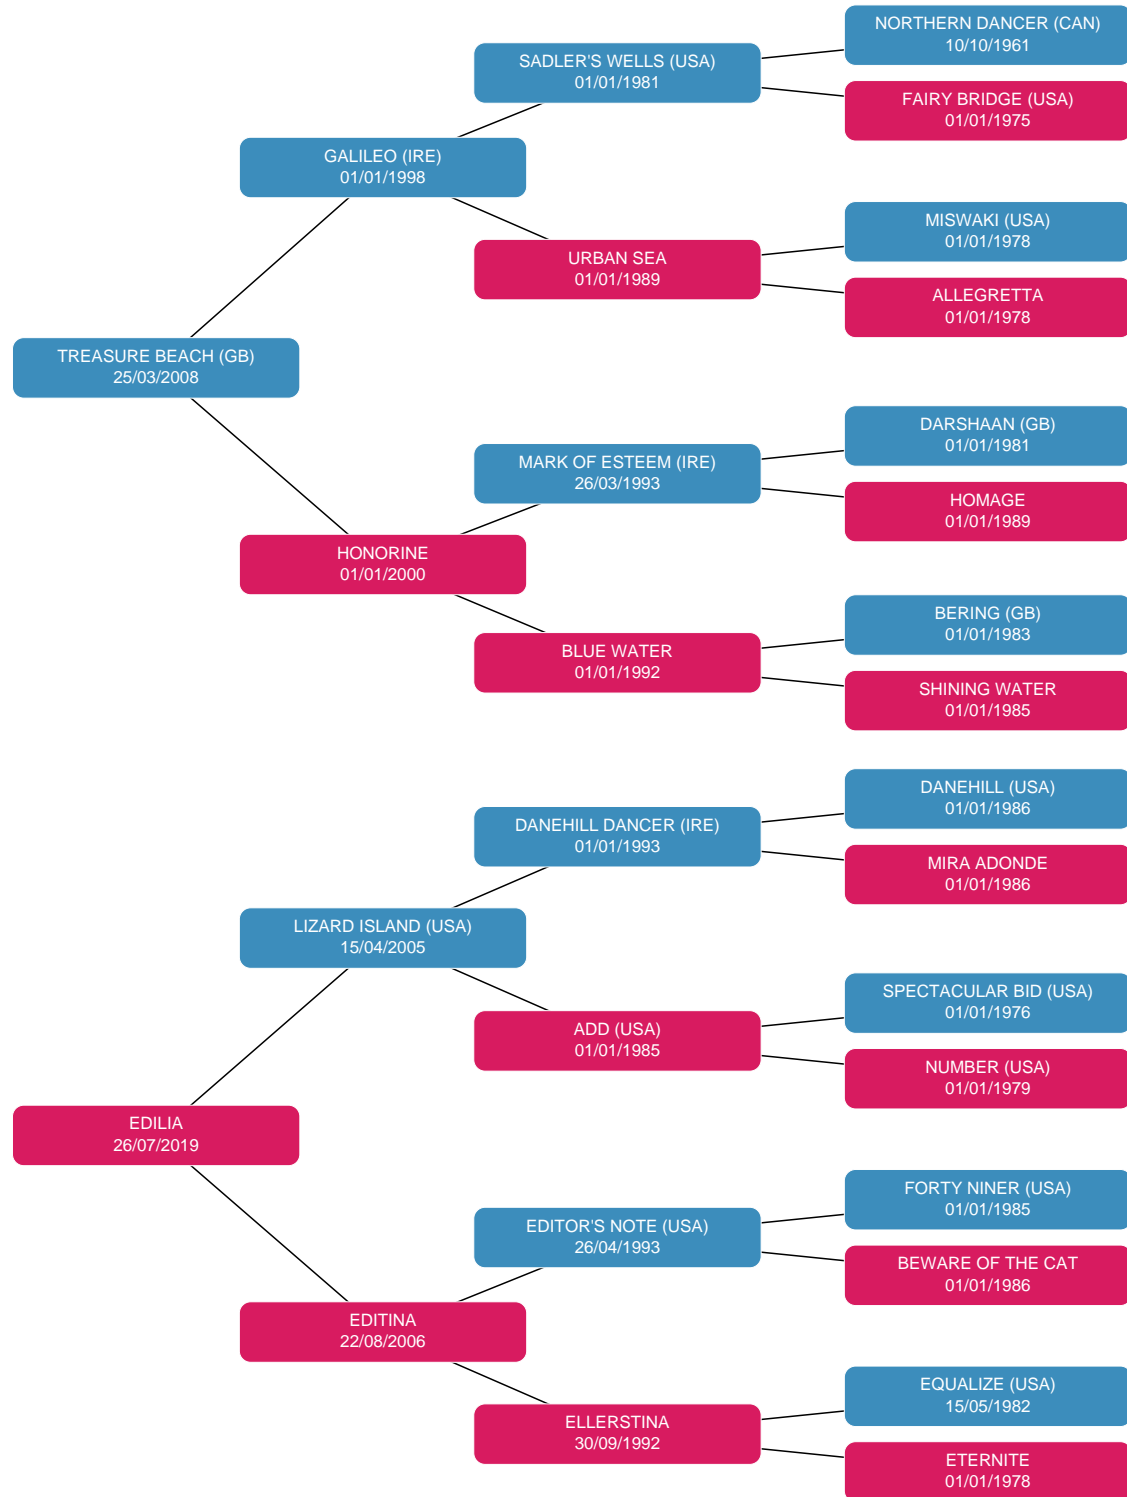 NORTHERN DANCER (CAN)
10/10/1961
SADLER'S WELLS (USA)
01/01/1981
FAIRY BRIDGE (USA)
01/01/1975
GALILEO (IRE)
01/01/1998
MISWAKI (USA)
01/01/1978
URBAN SEA
01/01/1989
ALLEGRETTA
01/01/1978
TREASURE BEACH (GB)
25/03/2008
DARSHAAN (GB)
01/01/1981
MARK OF ESTEEM (IRE)
26/03/1993
HOMAGE
01/01/1989
HONORINE
01/01/2000
BERING (GB)
01/01/1983
BLUE WATER
01/01/1992
SHINING WATER
01/01/1985
DANEHILL (USA)
01/01/1986
DANEHILL DANCER (IRE)
01/01/1993
MIRA ADONDE
01/01/1986
LIZARD ISLAND (USA)
15/04/2005
SPECTACULAR BID (USA)
01/01/1976
ADD (USA)
01/01/1985
NUMBER (USA)
01/01/1979
EDILIA
26/07/2019
FORTY NINER (USA)
01/01/1985
EDITOR'S NOTE (USA)
26/04/1993
BEWARE OF THE CAT
01/01/1986
EDITINA
22/08/2006
EQUALIZE (USA)
15/05/1982
ELLERSTINA
30/09/1992
ETERNITE
01/01/1978